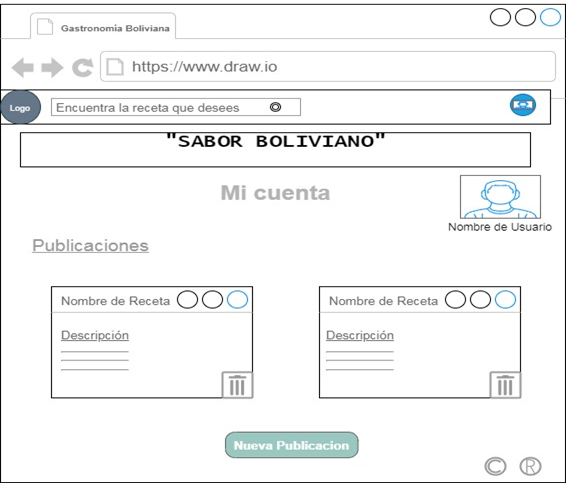 Gastronomía Boliviana
https://www.draw.io
Logo
Encuentra la receta que desees
"SABOR BOLIVIANO"
Mi cuenta
Nombre de Usuario
Publicaciones
Nombre de Receta
Descripción
Nombre de Receta
Descripción
Nueva Publicacion
© ®